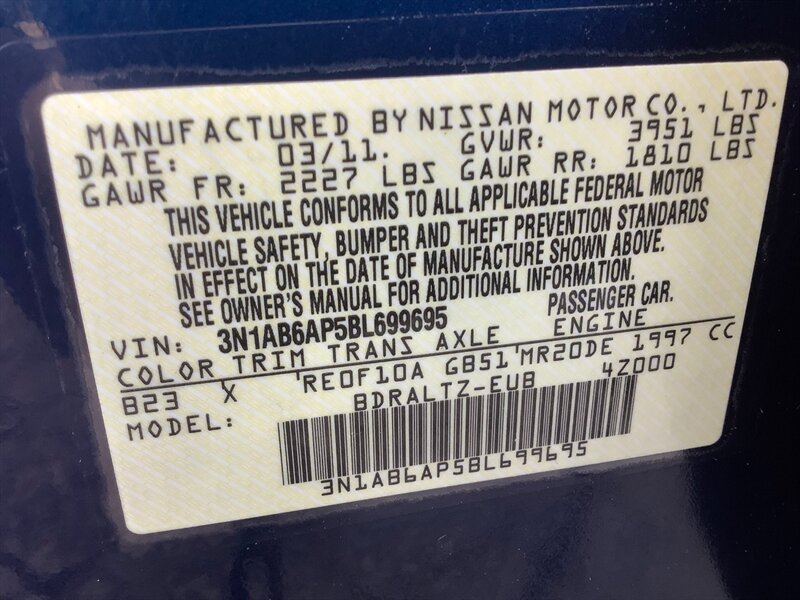 MANUFACTURED BY NISSAN MOTOR CO., LTD.
DATE: 03/11. GVWR: 3951 LBS
GAWR FR: 2227 LBS GAWR RR: 1810 LBS
THIS VEHICLE CONFORMS TO ALL APPLICABLE FEDERAL MOTOR
VEHICLE SAFETY, BUMPER AND THEFT PREVENTION STANDARDS
IN EFFECT ON THE DATE OF MANUFACTURE SHOWN ABOVE.
SEE OWNER'S MANUAL FOR ADDITIONAL INFORMATION.
VIN: 3N1AB6AP5BL699695 PASSENGER CAR.
COLOR TRIM TRANS AXLE ENGINE
B23 X RE0F10A GB51 MR20DE 1997 CC
MODEL: BDRALTZ-EUB 4Z000
3N1AB6AP5BL699695